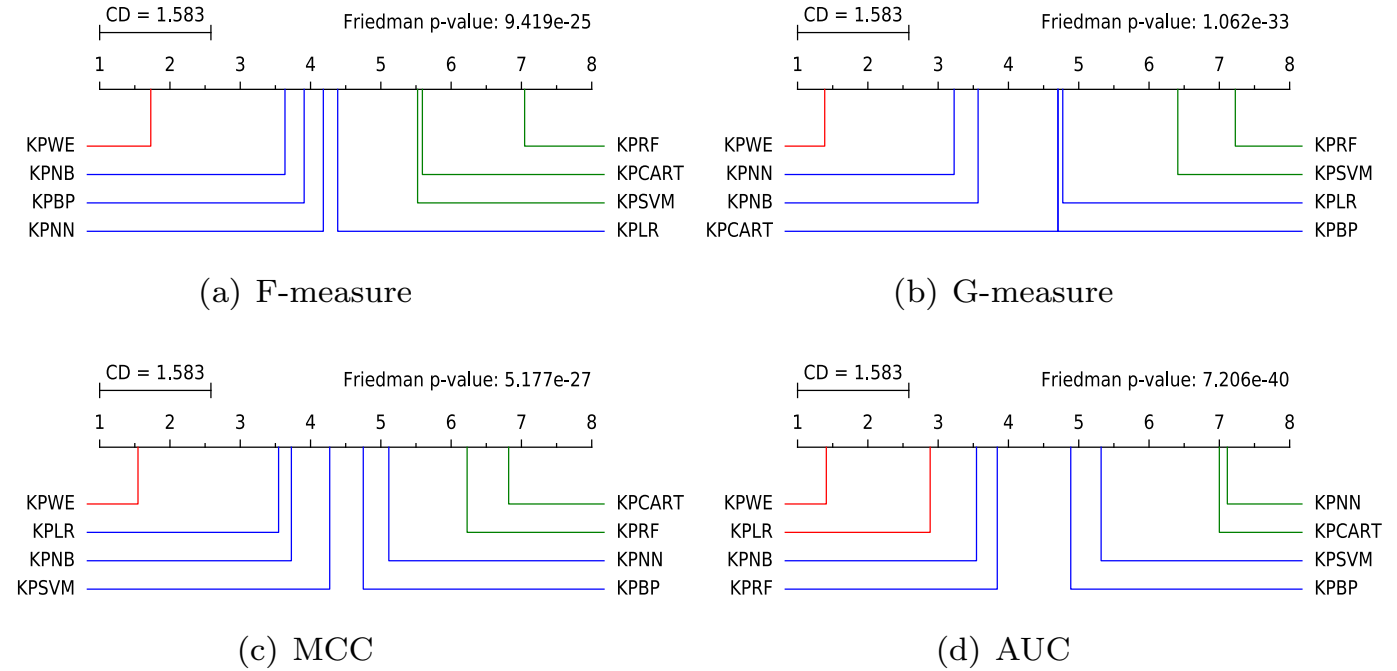 CD = 1.583
Friedman p-value: 9.419e-25
1 2 3 4 5 6 7 8
KPWE KPRF
KPNB KPCART
KPBP KPSVM
KPNN KPLR
(a) F-measure
CD = 1.583
Friedman p-value: 1.062e-33
1 2 3 4 5 6 7 8
KPWE KPRF
KPNN KPSVM
KPNB KPLR
KPCART KPBP
(b) G-measure
CD = 1.583
Friedman p-value: 5.177e-27
1 2 3 4 5 6 7 8
KPWE KPCART
KPLR KPRF
KPNB KPNN
KPSVM KPBP
(c) MCC
CD = 1.583
Friedman p-value: 7.206e-40
1 2 3 4 5 6 7 8
KPWE KPNN
KPLR KPCART
KPNB KPSVM
KPRF KPBP
(d) AUC